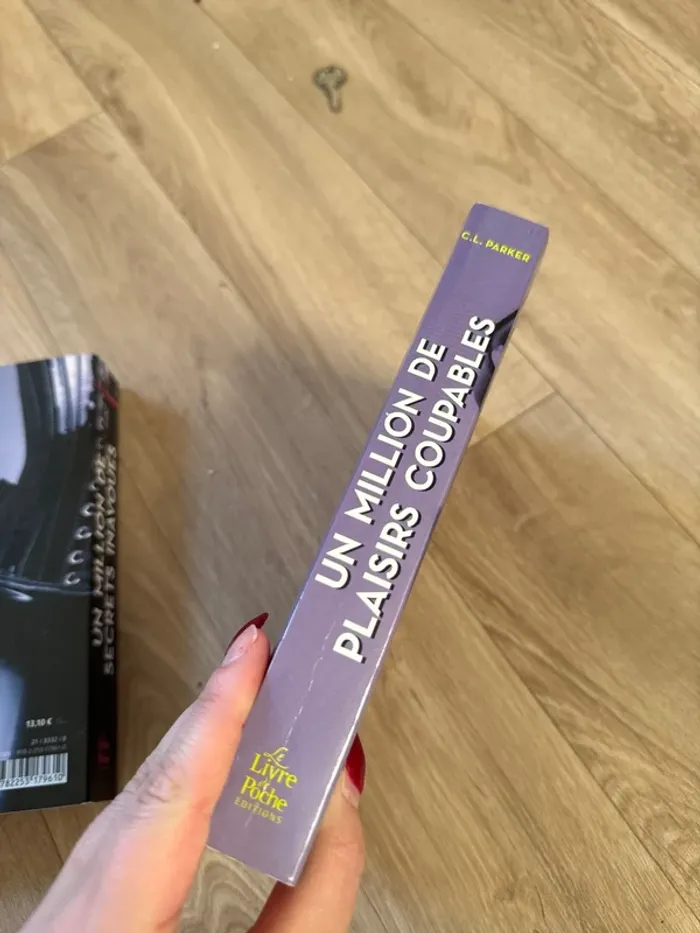 C.L. PARKER
UN MILLION DE
PLAISIRS COUPABLES
Le
Livre
de
Poche
ÉDITIONS
UN MILLION DE
SECRETS INAVOUÉS
13,10 €